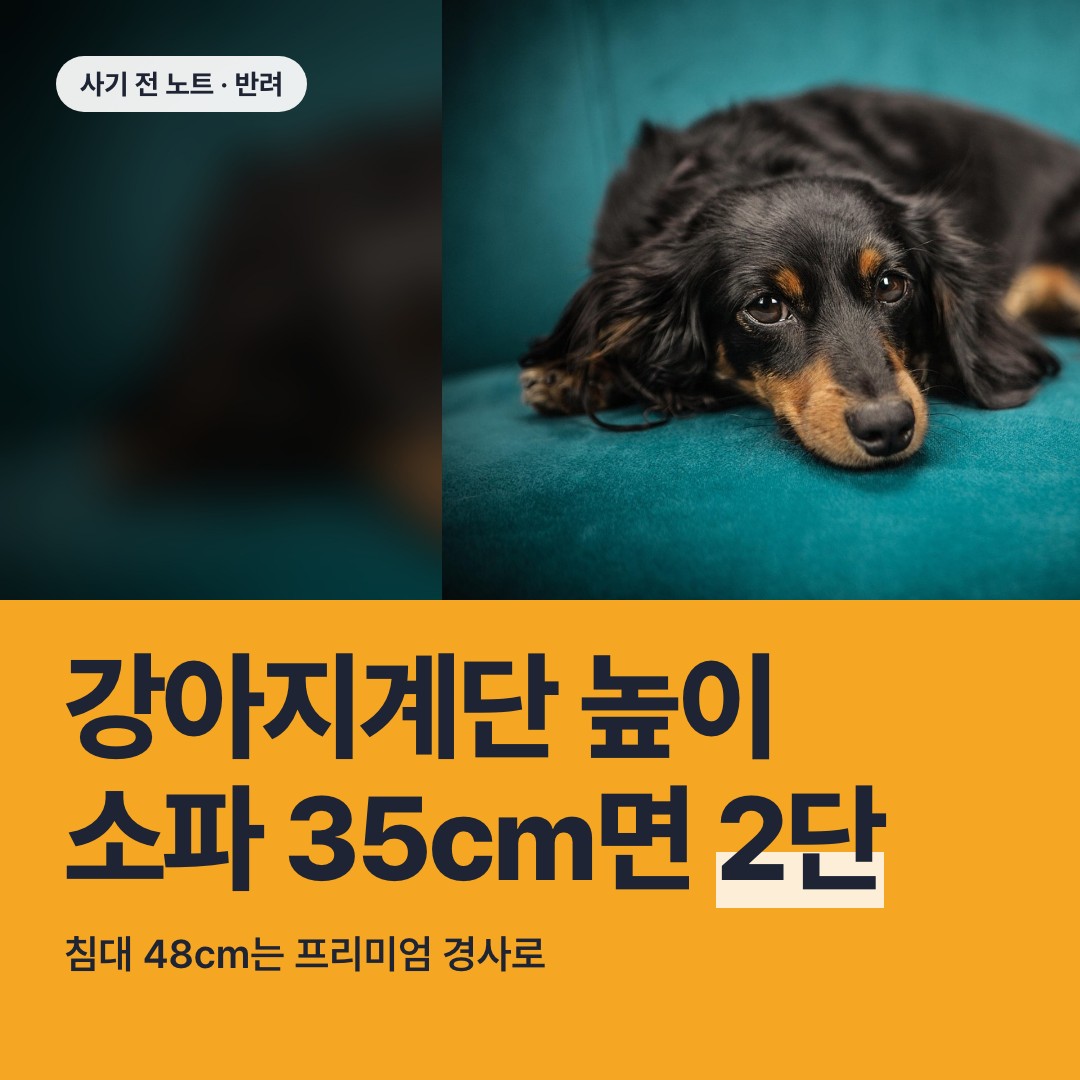 사기 전 노트 · 반려
강아지계단 높이
소파 35cm면 2단
침대 48cm는 프리미엄 경사로